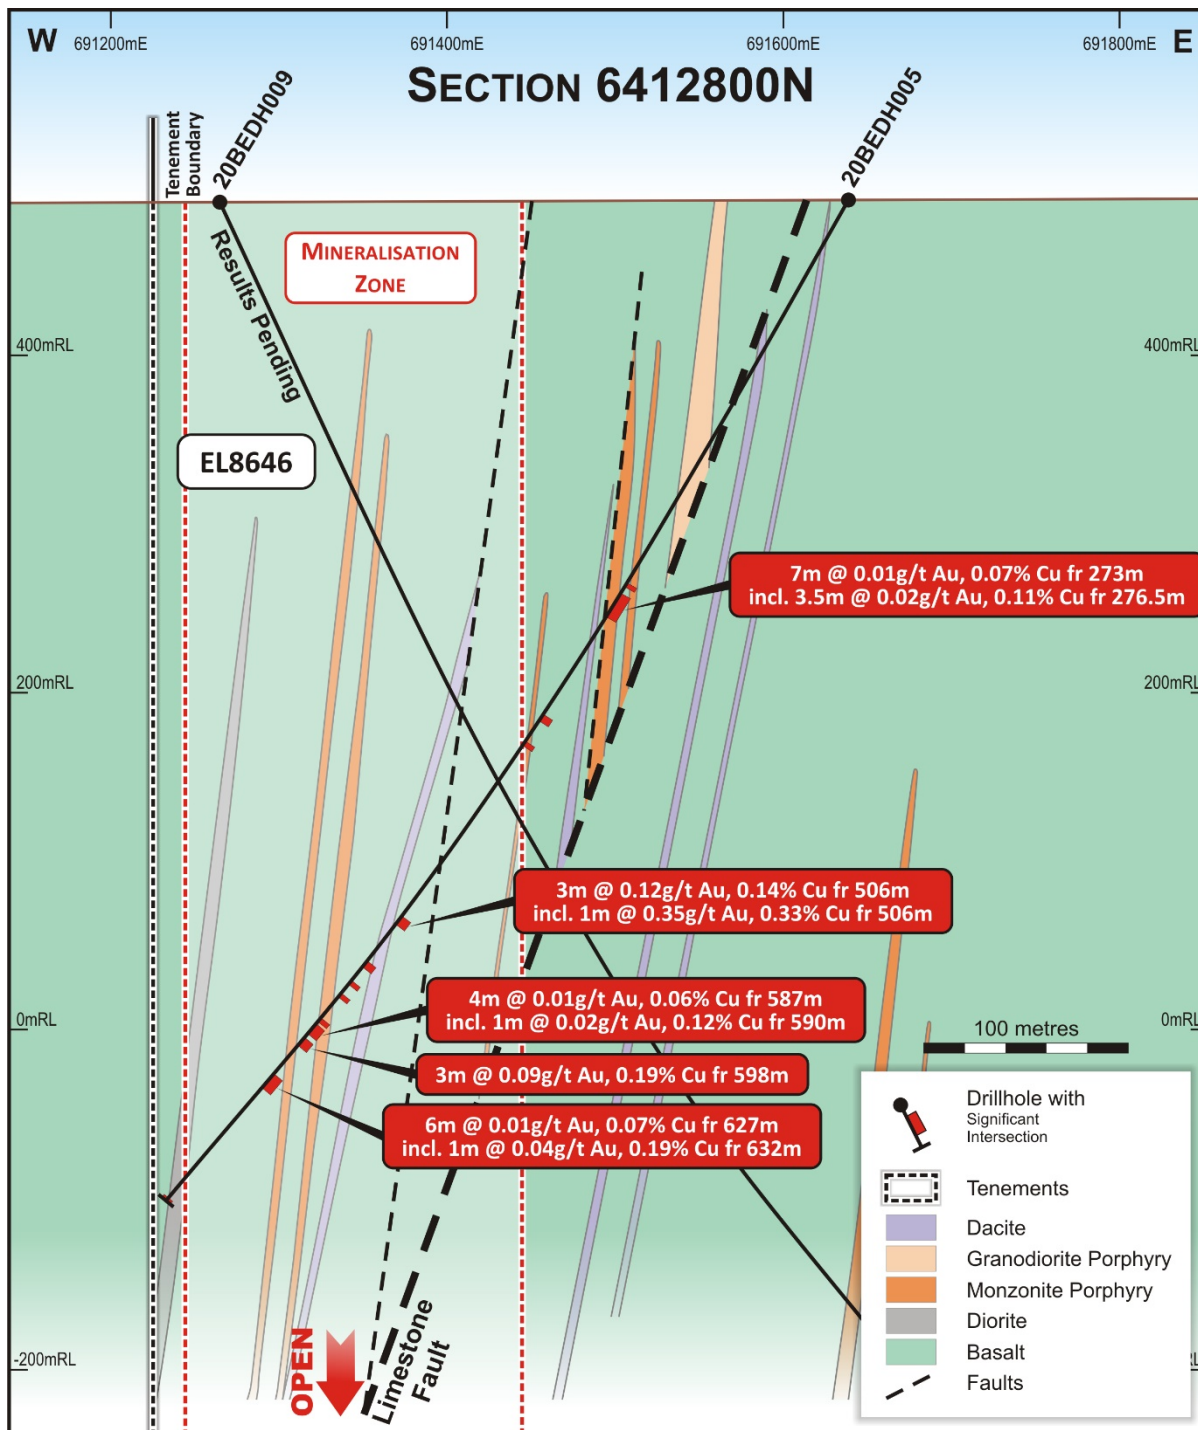 W
691200mE
691400mE
691600mE
691800mE
E
SECTION 6412800N
Tenement
Boundary
20BEDH009
20BEDH005
MINERALISATION
ZONE
Results Pending
400mRL
400mRL
EL8646
7m @ 0.01g/t Au, 0.07% Cu fr 273m
incl. 3.5m @ 0.02g/t Au, 0.11% Cu fr 276.5m
200mRL
200mRL
3m @ 0.12g/t Au, 0.14% Cu fr 506m
incl. 1m @ 0.35g/t Au, 0.33% Cu fr 506m
4m @ 0.01g/t Au, 0.06% Cu fr 587m
incl. 1m @ 0.02g/t Au, 0.12% Cu fr 590m
0mRL
0mRL
100 metres
3m @ 0.09g/t Au, 0.19% Cu fr 598m
6m @ 0.01g/t Au, 0.07% Cu fr 627m
incl. 1m @ 0.04g/t Au, 0.19% Cu fr 632m
Drillhole with
Significant
Intersection
Tenements
Dacite
Granodiorite Porphyry
Monzonite Porphyry
Diorite
Basalt
Faults
-200mRL
OPEN
Limestone
Fault